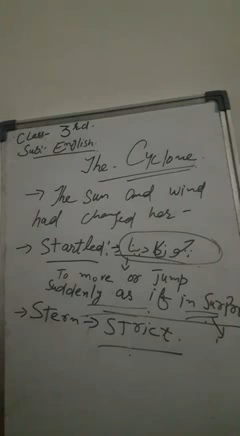 Class- 3rd.
Sub:- English.
The. Cyclone.
→ The Sun and wind
had changed her -
→ Startled:→
To move or Jump
Suddenly as if in
→ Stern → STrict.